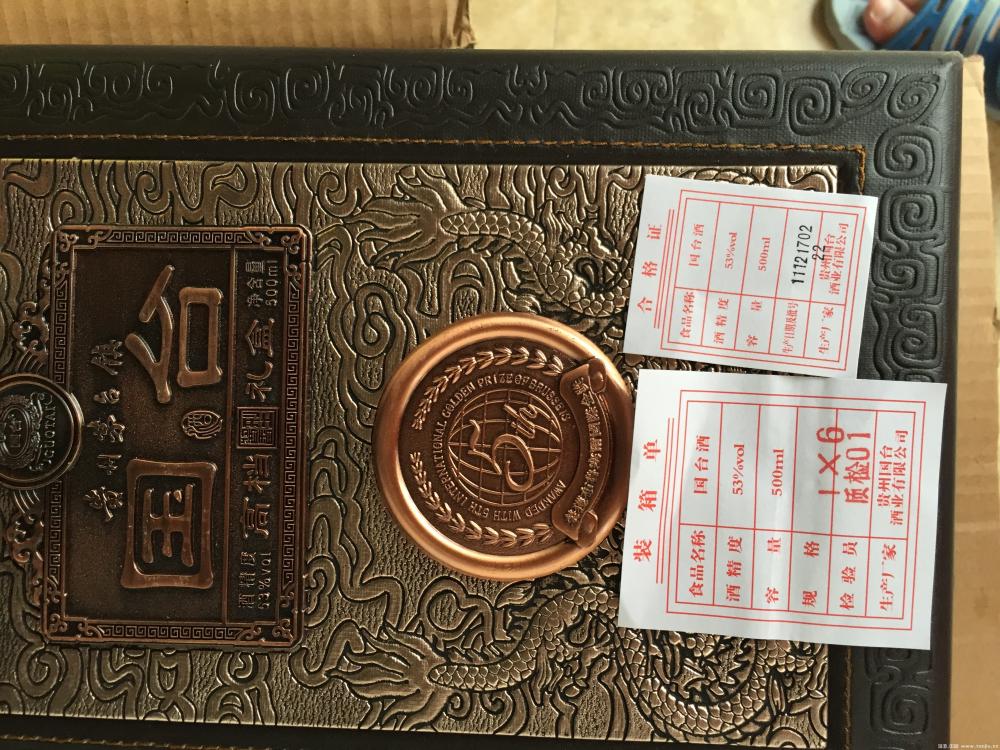 贵州茅台镇
国台
酒精度
53%vol
高档礼盒
净含量
500ml
AWARDED WITH 5TH INTERNATIONAL GOLDEN PRIZE OF BRUSSELS
合格证
食品名称 国台酒
酒精度 53%vol
容量 500ml
生产日期及批号 11121702
22
生产厂家 贵州国台
酒业有限公司
装箱单
食品名称 国台酒
酒精度 53%vol
容量 500ml
规格 1×6
检验员 质检01
生产厂家 贵州国台
酒业有限公司